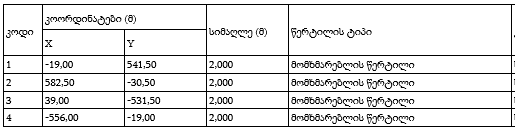 კოდი	კოორდინატები (მ)	სიმაღლე (მ)	წერტილის ტიპი
X	Y
1	-19,00	541,50	2,000	მომხმარებლის წერტილი
2	582,50	-30,50	2,000	მომხმარებლის წერტილი
3	39,00	-531,50	2,000	მომხმარებლის წერტილი
4	-556,00	-19,00	2,000	მომხმარებლის წერტილი